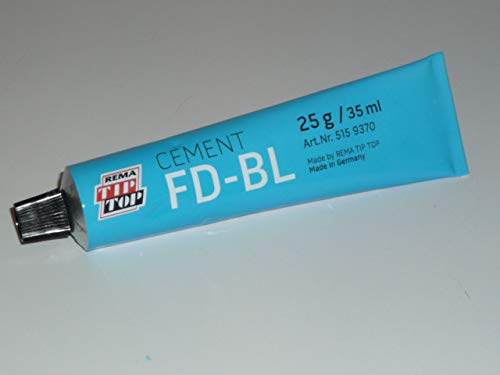 REMA
TIP
TOP
CEMENT
FD-BL
25 g / 35 ml
Art.Nr. 515 9370
Made by REMA TIP TOP
Made in Germany